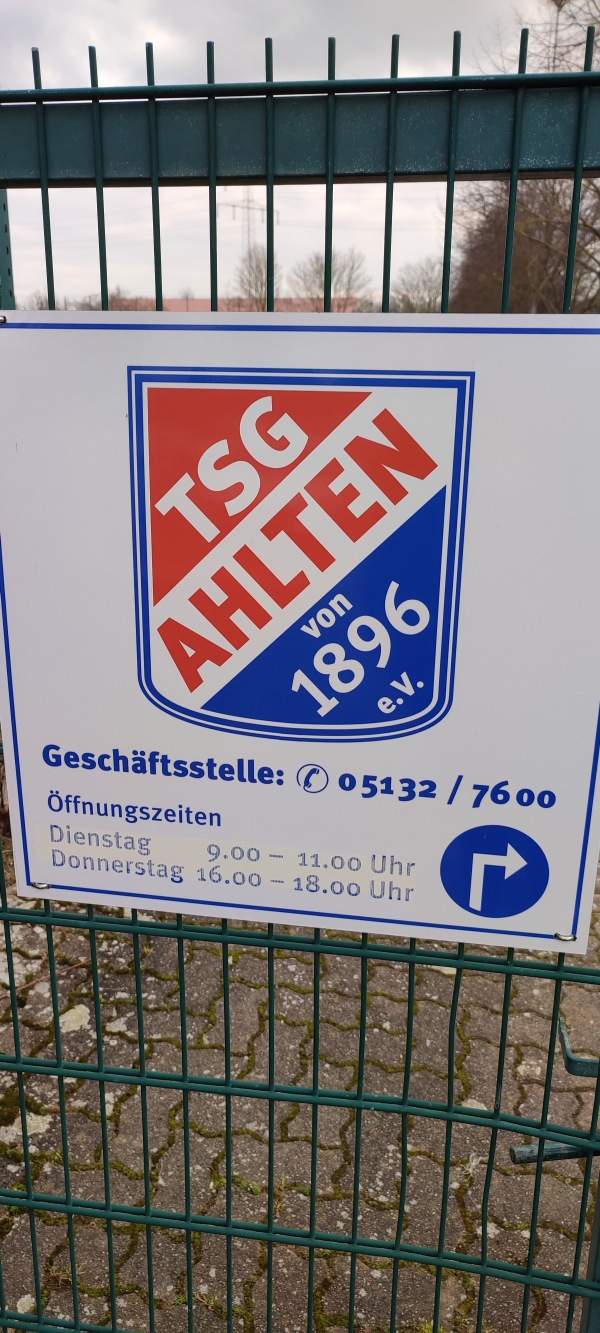 TSG
AHLTEN
von
1896
e.V.
Geschäftsstelle: 05132 / 7600
Öffnungszeiten
Dienstag 9.00 – 11.00 Uhr
Donnerstag 16.00 – 18.00 Uhr